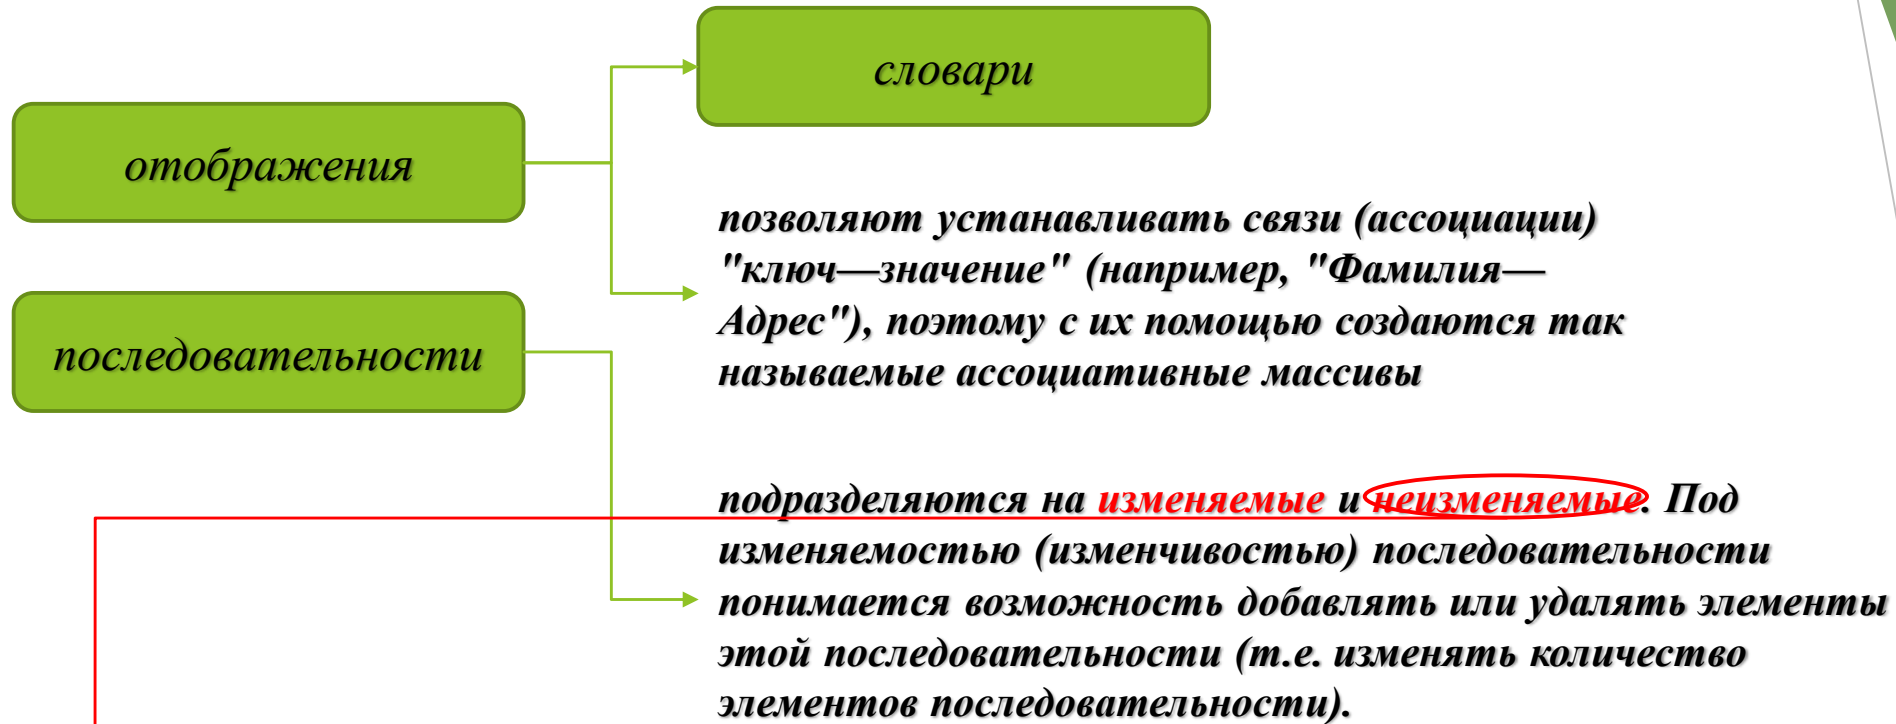 словари
отображения
позволяют устанавливать связи (ассоциации)
"ключ—значение" (например, "Фамилия—
Адрес"), поэтому с их помощью создаются так
называемые ассоциативные массивы
последовательности
подразделяются на изменяемые и неизменяемые. Под
изменяемостью (изменчивостью) последовательности
понимается возможность добавлять или удалять элементы
этой последовательности (т.е. изменять количество
элементов последовательности).